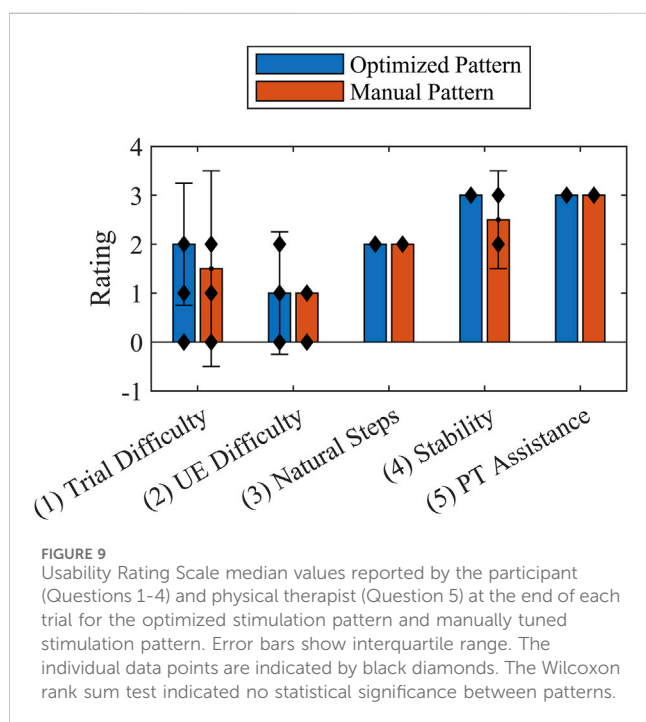 Optimized Pattern
Manual Pattern
4
3
2
1
0
-1
Rating
(1) Trial Difficulty
(2) UE Difficulty
(3) Natural Steps
(4) Stability
(5) PT Assistance
FIGURE 9
Usability Rating Scale median values reported by the participant
(Questions 1-4) and physical therapist (Question 5) at the end of each
trial for the optimized stimulation pattern and manually tuned
stimulation pattern. Error bars show interquartile range. The
individual data points are indicated by black diamonds. The Wilcoxon
rank sum test indicated no statistical significance between patterns.